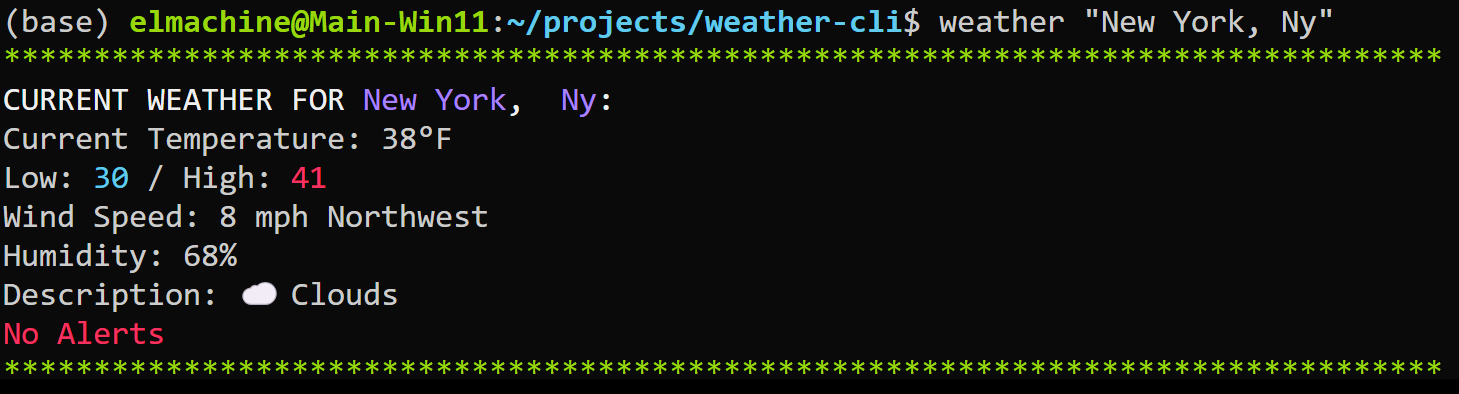 (base) elmachine@Main-Win11:~/projects/weather-cli$ weather "New York, Ny"
********************************************************************************
CURRENT WEATHER FOR New York,  Ny:
Current Temperature: 38°F
Low: 30 / High: 41
Wind Speed: 8 mph Northwest
Humidity: 68%
Description: ☁️ Clouds
No Alerts
********************************************************************************